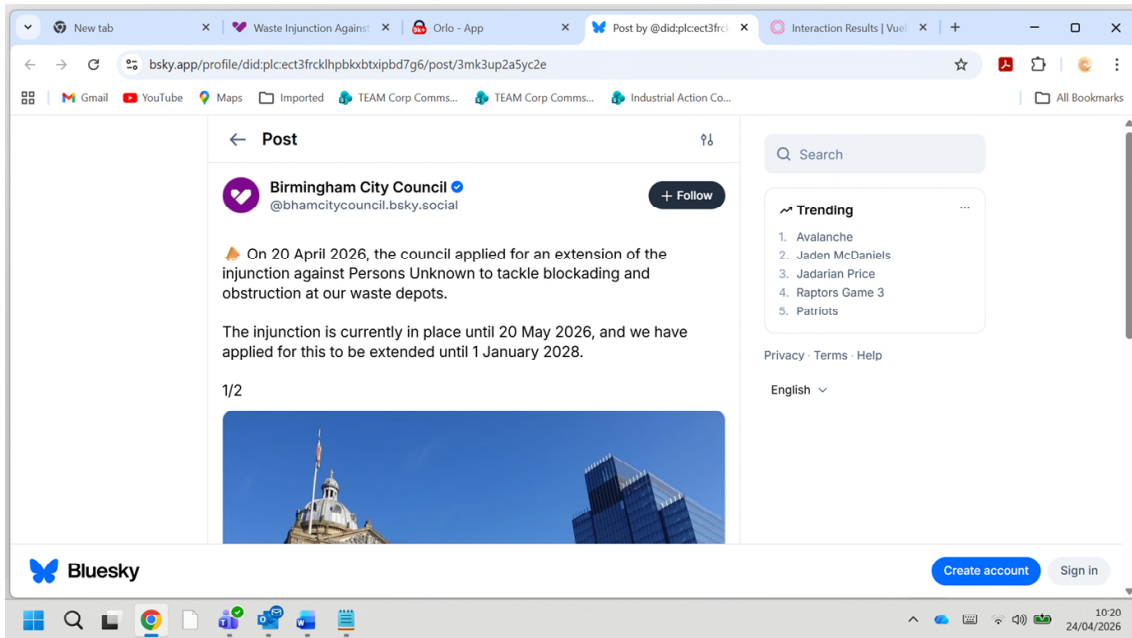 New tab
Waste Injunction Against
Orlo - App
Post by @did:plc:ect3frck
Interaction Results | Vuel
bsky.app/profile/did:plc:ect3frcklhpbkxbtxipbd7g6/post/3mk3up2a5yc2e
Gmail
YouTube
Maps
Imported
TEAM Corp Comms...
TEAM Corp Comms...
Industrial Action Co...
All Bookmarks
Post
Birmingham City Council
@bhamcitycouncil.bsky.social
+ Follow
On 20 April 2026, the council applied for an extension of the
injunction against Persons Unknown to tackle blockading and
obstruction at our waste depots.
The injunction is currently in place until 20 May 2026, and we have
applied for this to be extended until 1 January 2028.
1/2
Search
Trending
1. Avalanche
2. Jaden McDaniels
3. Jadarian Price
4. Raptors Game 3
5. Patriots
Privacy · Terms · Help
English
Bluesky
Create account
Sign in
10:20
24/04/2026